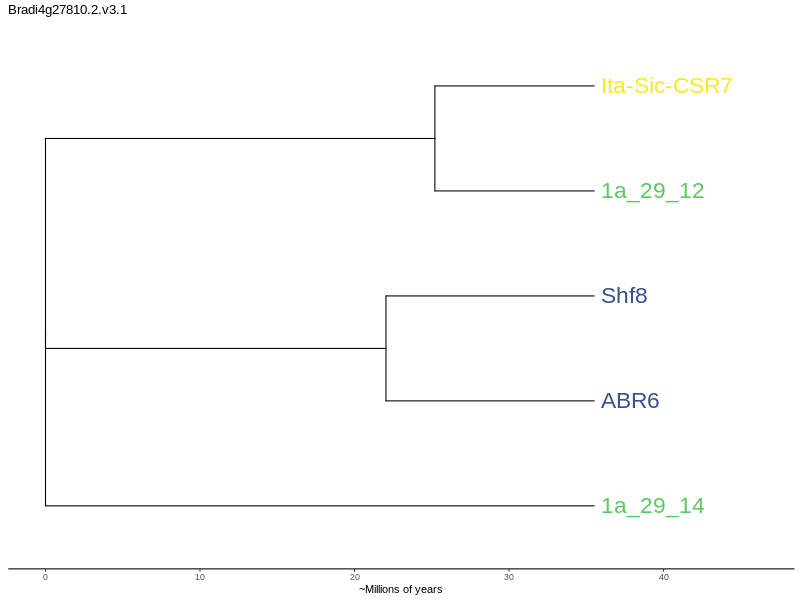 Bradi4g27810.2.v3.1
Ita-Sic-CSR7
1a_29_12
Shf8
ABR6
1a_29_14
0 10 20 30 40
~Millions of years